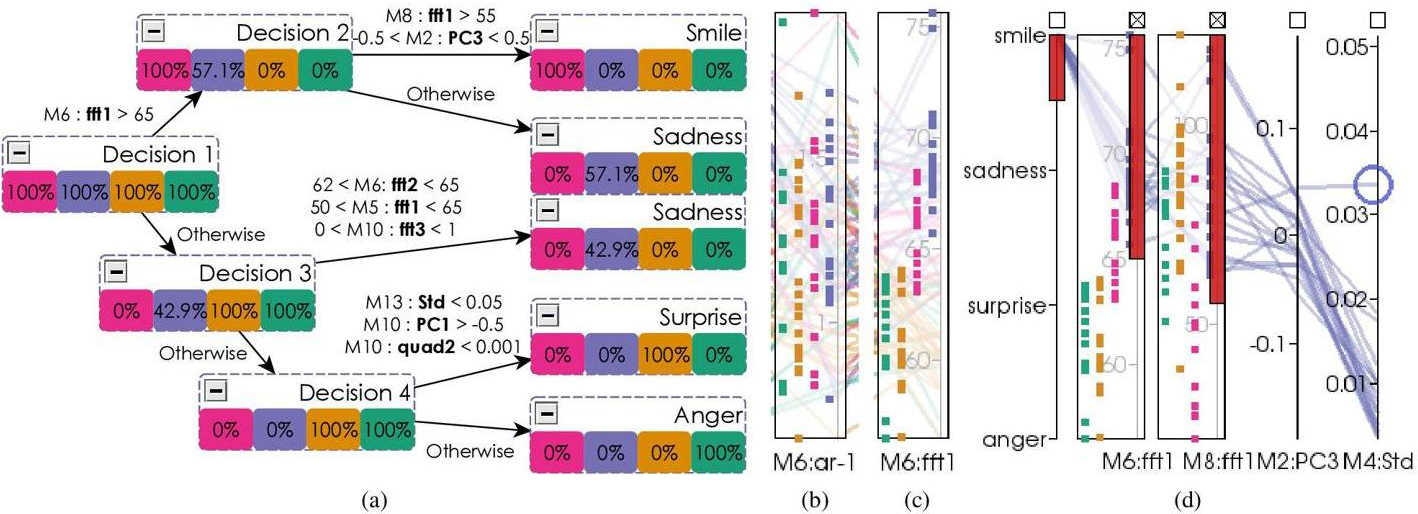 M8 : fft1 > 55
-0.5 < M2 : PC3 < 0.5
Decision 2
100% 57.1% 0% 0%
Smile
100% 0% 0% 0%
M6 : fft1 > 65
Otherwise
Decision 1
100% 100% 100% 100%
Sadness
0% 57.1% 0% 0%
62 < M6: fft2 < 65
50 < M5 : fft1 < 65
0 < M10 : fft3 < 1
Sadness
0% 42.9% 0% 0%
Otherwise
Decision 3
0% 42.9% 100% 100%
M13 : Std < 0.05
M10 : PC1 > -0.5
M10 : quad2 < 0.001
Surprise
0% 0% 100% 0%
Otherwise
Decision 4
0% 0% 100% 100%
Otherwise
Anger
0% 0% 0% 100%
(a)
1.5
1
M6:ar-1
(b)
75
70
65
60
M6:fft1
(c)
smile
sadness
surprise
anger
75
70
65
60
M6:fft1
100
50
M8:fft1
0.1
0
-0.1
M2:PC3
0.05
0.04
0.03
0.02
0.01
M4:Std
(d)